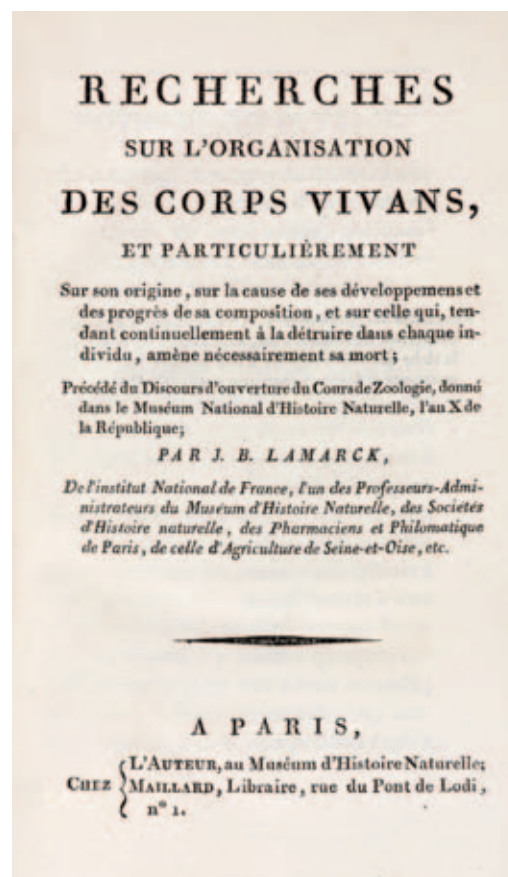 RECHERCHES
SUR L'ORGANISATION
DES CORPS VIVANS,
ET PARTICULIÈREMENT
Sur son origine, sur la cause de ses développemens et
des progrès de sa composition, et sur celle qui, ten-
dant continuellement à la détruire dans chaque in-
dividu, amène nécessairement sa mort;
Précédé du Discours d'ouverture du Cours de Zoologie, donné
dans le Muséum National d'Histoire Naturelle, l'an X de
la République;
PAR J. B. LAMARCK,
De l'institut National de France, l'un des Professeurs-Admi-
nistrateurs du Muséum d'Histoire Naturelle, des Sociétés
d'Histoire naturelle, des Pharmaciens et Philomatique
de Paris, de celle d'Agriculture de Seine-et-Oise, etc.
A PARIS,
L'AUTEUR, au Muséum d'Histoire Naturelle;
CHEZ MAILLARD, Libraire, rue du Pont de Lodi,
n° 1.